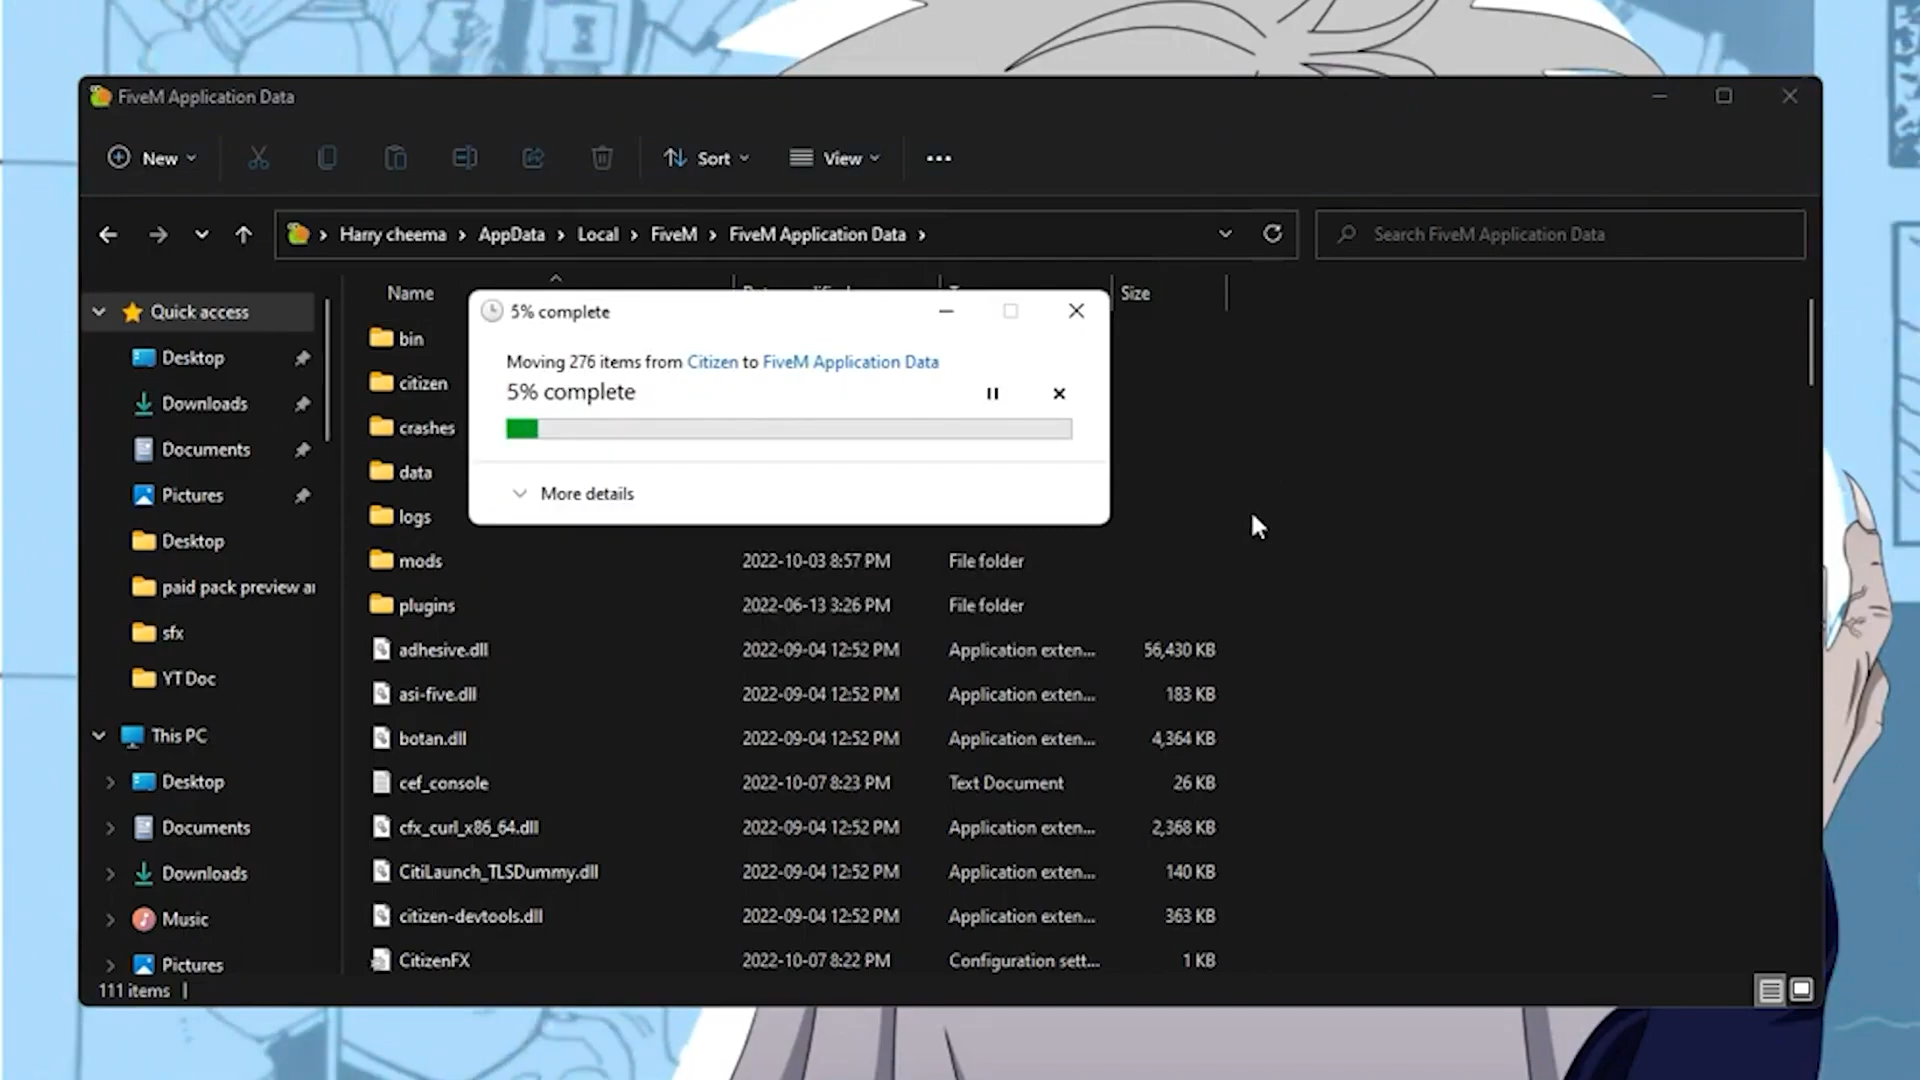 FiveM Application Data
New
Sort
View
Harry cheema > AppData > Local > FiveM > FiveM Application Data >
Search FiveM Application Data
Name
Size
Quick access
Desktop
Downloads
Documents
Pictures
Desktop
paid pack preview a
sfx
YT Doc
This PC
Desktop
Documents
Downloads
Music
Pictures
5% complete
Moving 276 items from Citizen to FiveM Application Data
5% complete
More details
bin
citizen
crashes
data
logs
mods 2022-10-03 8:57 PM File folder
plugins 2022-06-13 3:26 PM File folder
adhesive.dll 2022-09-04 12:52 PM Application exten... 56,430 KB
asi-five.dll 2022-09-04 12:52 PM Application exten... 183 KB
botan.dll 2022-09-04 12:52 PM Application exten... 4,364 KB
cef_console 2022-10-07 8:23 PM Text Document 26 KB
cfx_curl_x86_64.dll 2022-09-04 12:52 PM Application exten... 2,368 KB
CitiLaunch_TLSDummy.dll 2022-09-04 12:52 PM Application exten... 140 KB
citizen-devtools.dll 2022-09-04 12:52 PM Application exten... 363 KB
CitizenFX 2022-10-07 8:22 PM Configuration sett... 1 KB
111 items